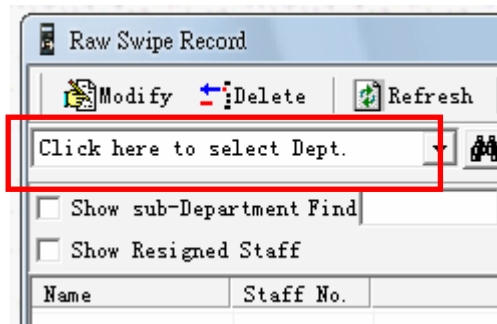 Raw Swipe Record
Modify Delete Refresh
Click here to select Dept.
Show sub-Department Find
Show Resigned Staff
Name Staff No.